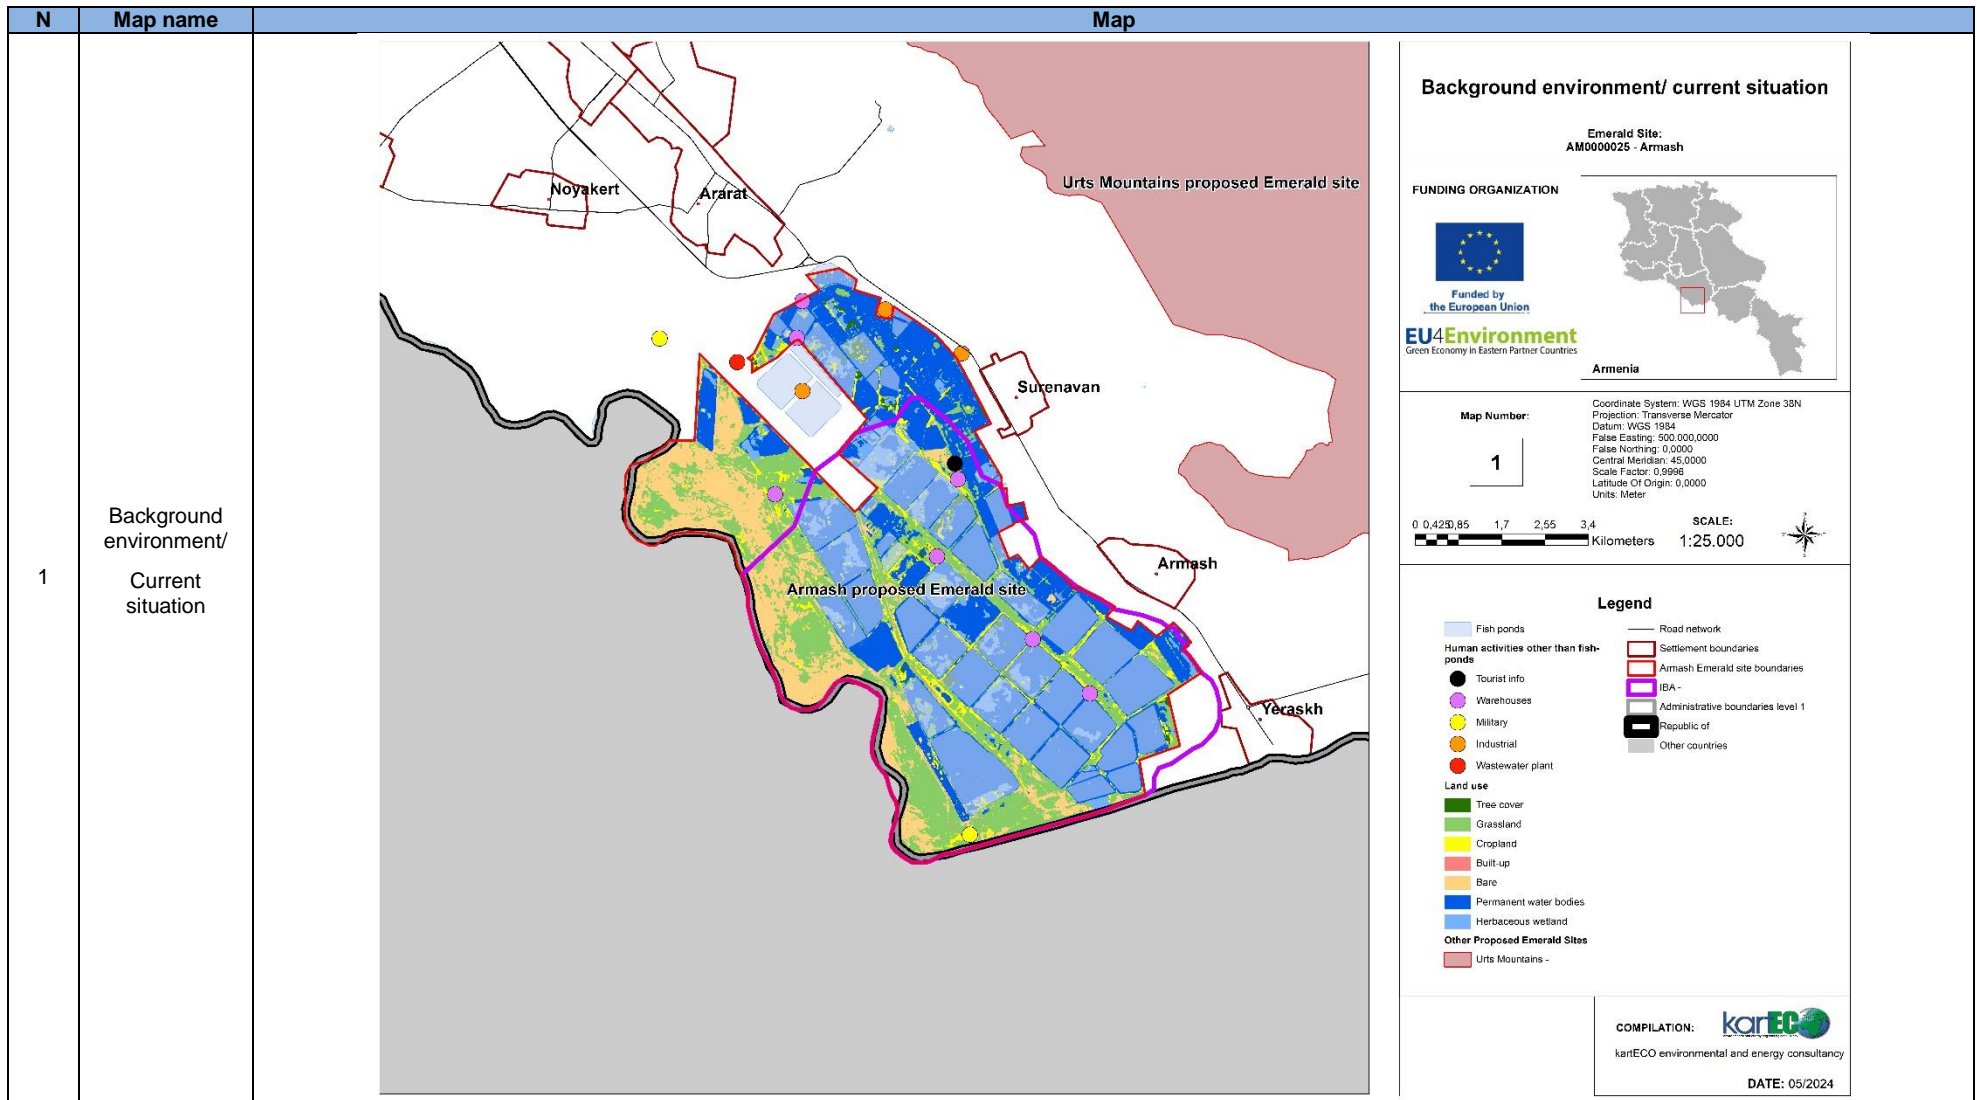 N Map name Map
1
Background
environment/
Current
situation
Noyakert
Ararat
Urts Mountains proposed Emerald site
Surenavan
Armash
Armash proposed Emerald site
Yeraskh
Background environment/ current situation
Emerald Site:
AM0000025 - Armash
FUNDING ORGANIZATION
Funded by
the European Union
EU4Environment
Green Economy in Eastern Partner Countries
Armenia
Map Number:
1
Coordinate System: WGS 1984 UTM Zone 38N
Projection: Transverse Mercator
Datum: WGS 1984
False Easting: 500.000,0000
False Northing: 0,0000
Central Meridian: 45,0000
Scale Factor: 0,9996
Latitude Of Origin: 0,0000
Units: Meter
0 0,425 0,85 1,7 2,55 3,4
Kilometers
SCALE:
1:25.000
Legend
Fish ponds
Human activities other than fish-
ponds
Tourist info
Warehouses
Military
Industrial
Wastewater plant
Land use
Tree cover
Grassland
Cropland
Built-up
Bare
Permanent water bodies
Herbaceous wetland
Other Proposed Emerald Sites
Urts Mountains -
Road network
Settlement boundaries
Armash Emerald site boundaries
IBA -
Administrative boundaries level 1
Republic of
Other countries
COMPILATION:
kartECO
kartECO environmental and energy consultancy
DATE: 05/2024